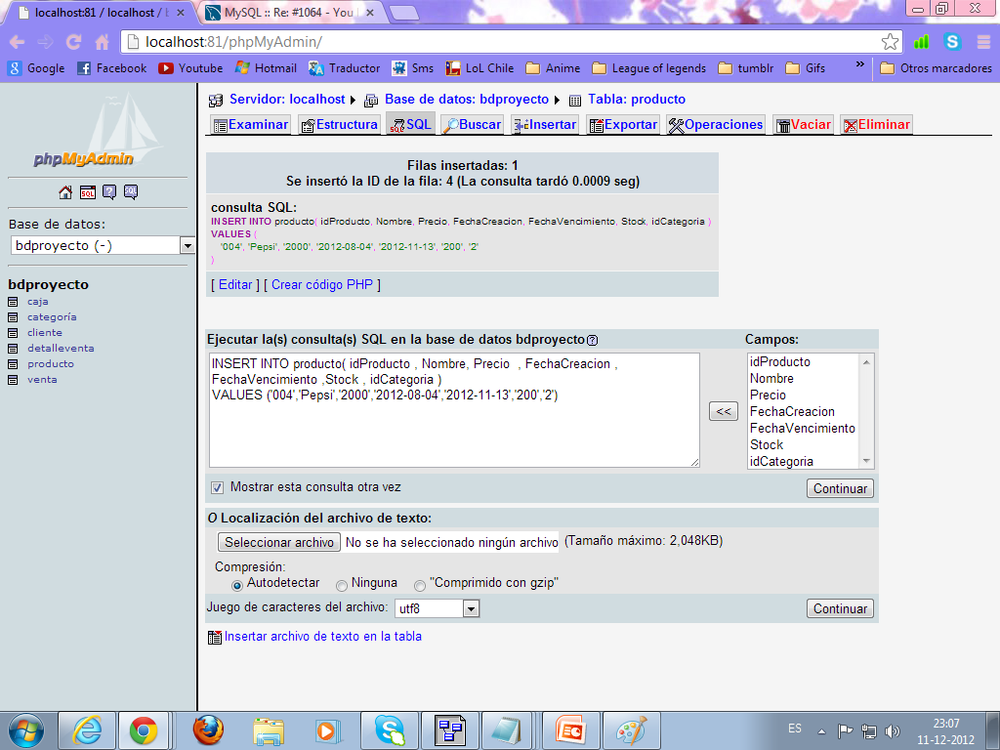 localhost:81 / localhost / b
MySQL :: Re: #1064 - You
localhost:81/phpMyAdmin/
Google Facebook Youtube Hotmail Traductor Sms LoL Chile Anime League of legends tumblr Gifs » Otros marcadores
phpMyAdmin
Base de datos:
bdproyecto (-)
bdproyecto
caja
categoría
cliente
detalleventa
producto
venta
Servidor: localhost Base de datos: bdproyecto Tabla: producto
Examinar Estructura SQL Buscar Insertar Exportar Operaciones Vaciar Eliminar
Filas insertadas: 1
Se insertó la ID de la fila: 4 (La consulta tardó 0.0009 seg)
consulta SQL:
INSERT INTO producto( idProducto, Nombre, Precio, FechaCreacion, FechaVencimiento, Stock, idCategoria )
VALUES (
'004', 'Pepsi', '2000', '2012-08-04', '2012-11-13', '200', '2'
)
[ Editar ] [ Crear código PHP ]
Ejecutar la(s) consulta(s) SQL en la base de datos bdproyecto
INSERT INTO producto( idProducto , Nombre, Precio , FechaCreacion ,
FechaVencimiento ,Stock , idCategoria )
VALUES ('004','Pepsi','2000','2012-08-04','2012-11-13','200','2')
<<
Campos:
idProducto
Nombre
Precio
FechaCreacion
FechaVencimiento
Stock
idCategoria
Mostrar esta consulta otra vez
Continuar
O Localización del archivo de texto:
Seleccionar archivo No se ha seleccionado ningún archivo (Tamaño máximo: 2,048KB)
Compresión:
Autodetectar Ninguna "Comprimido con gzip"
Juego de caracteres del archivo: utf8
Continuar
Insertar archivo de texto en la tabla
ES
23:07
11-12-2012